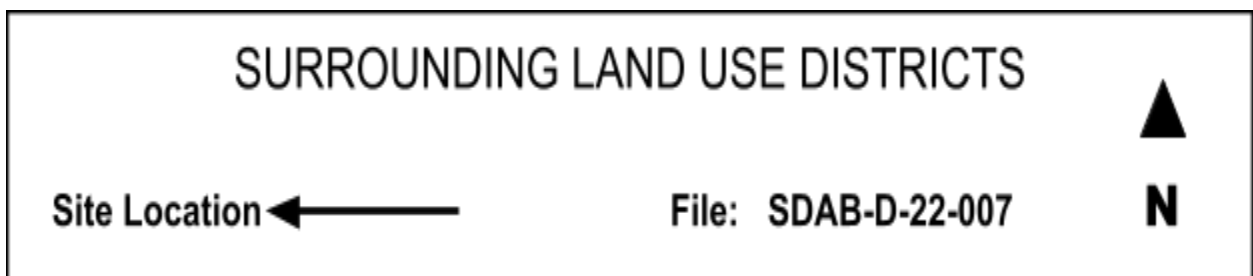 SURROUNDING LAND USE DISTRICTS
Site Location File: SDAB-D-22-007 N